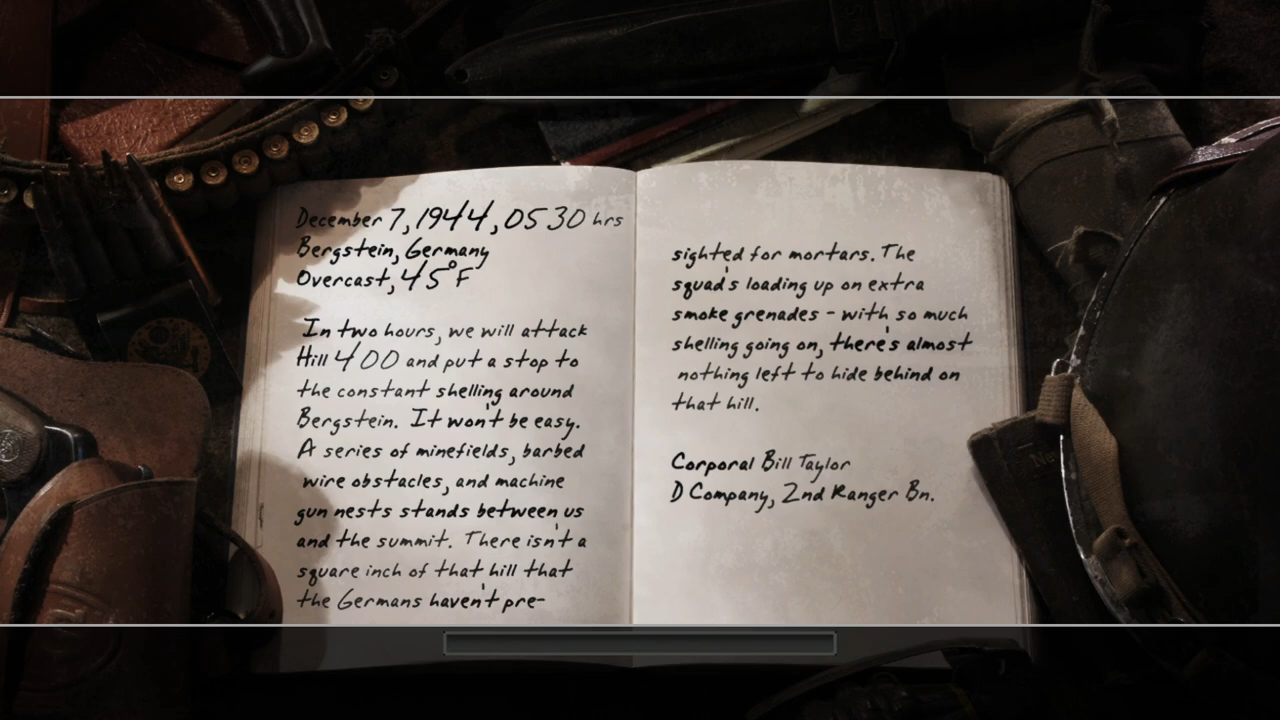 December 7, 1944, 0530 hrs
Bergstein, Germany
Overcast, 45°F
In two hours, we will attack
Hill 400 and put a stop to
the constant shelling around
Bergstein. It won't be easy.
A series of minefields, barbed
wire obstacles, and machine
gun nests stands between us
and the summit. There isn't a
square inch of that hill that
the Germans haven't pre-
sighted for mortars. The
squad's loading up on extra
smoke grenades - with so much
shelling going on, there's almost
nothing left to hide behind on
that hill.
Corporal Bill Taylor
D Company, 2nd Ranger Bn.